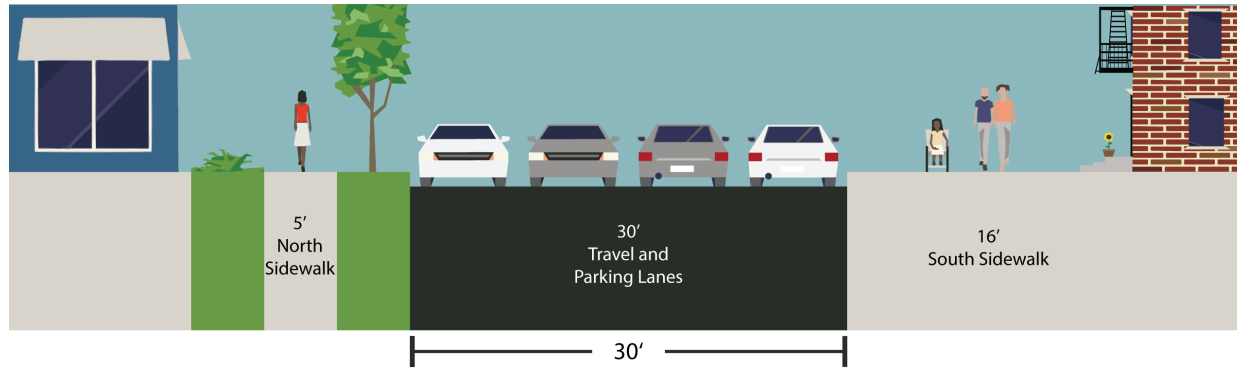 5’
North
Sidewalk
30’
Travel and
Parking Lanes
16’
South Sidewalk
30‘